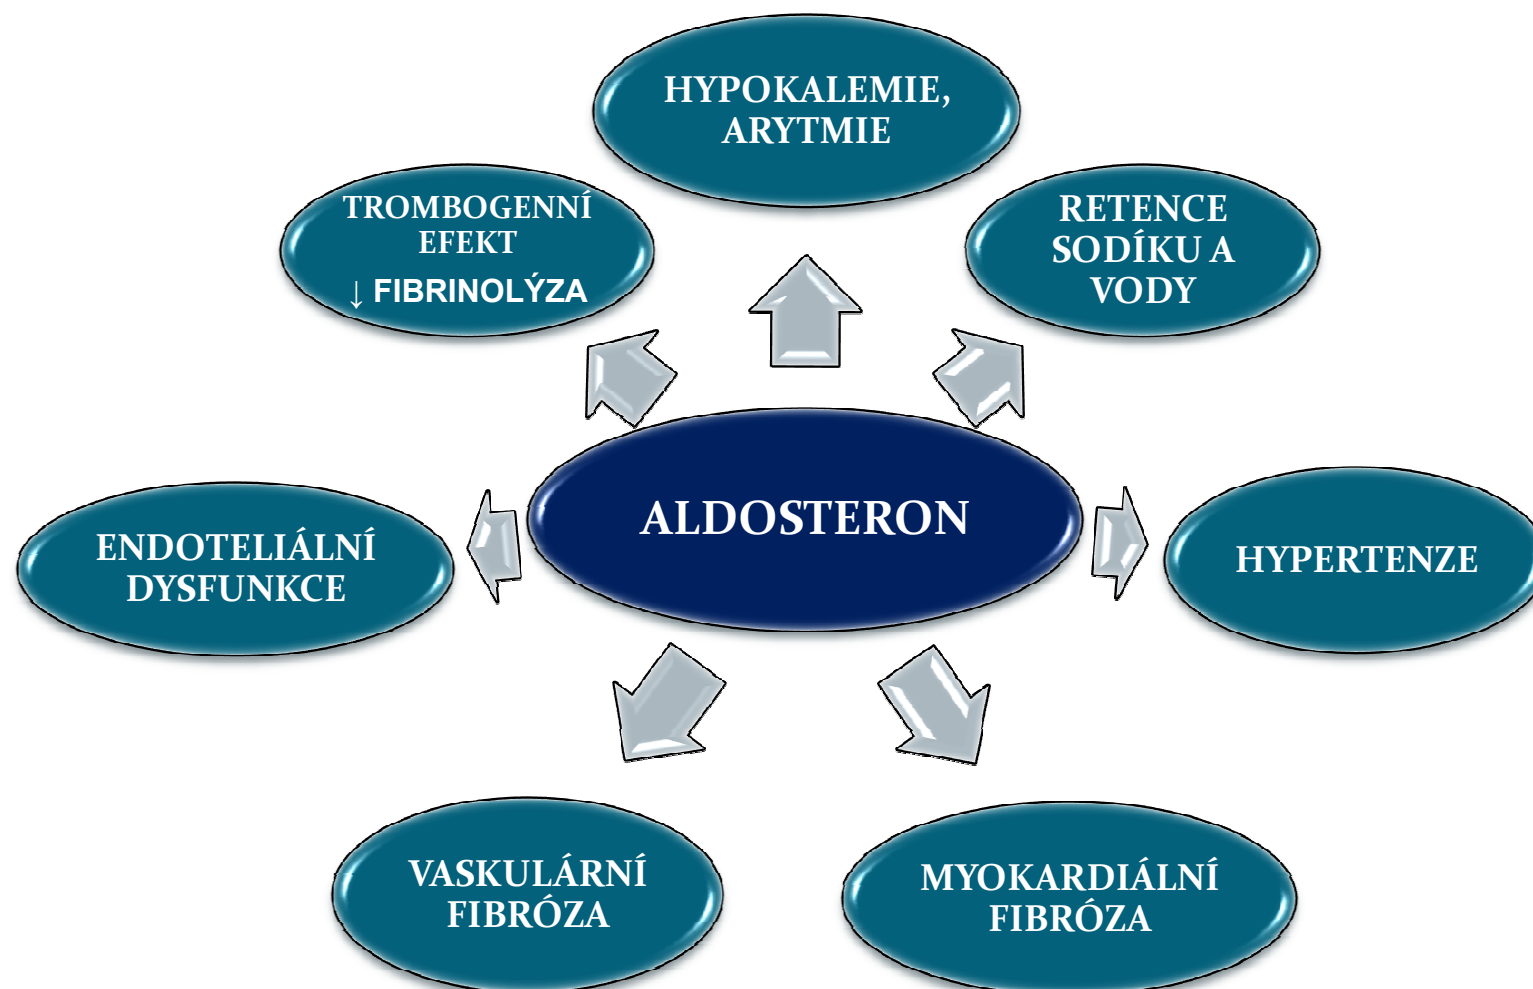 HYPOKALEMIE,
ARYTMIE
TROMBOGENNÍ
EFEKT
↓ FIBRINOLÝZA
RETENCE
SODÍKU A
VODY
ALDOSTERON
ENDOTELIÁLNÍ
DYSFUNKCE
HYPERTENZE
VASKULÁRNÍ
FIBRÓZA
MYOKARDIÁLNÍ
FIBRÓZA